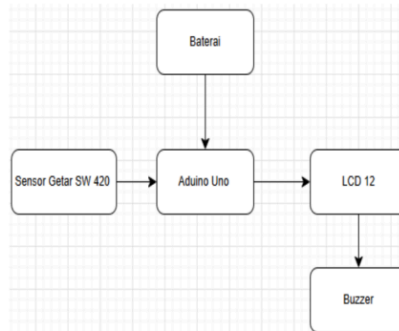 Baterai
Sensor Getar SW 420
Aduino Uno
LCD 12
Buzzer